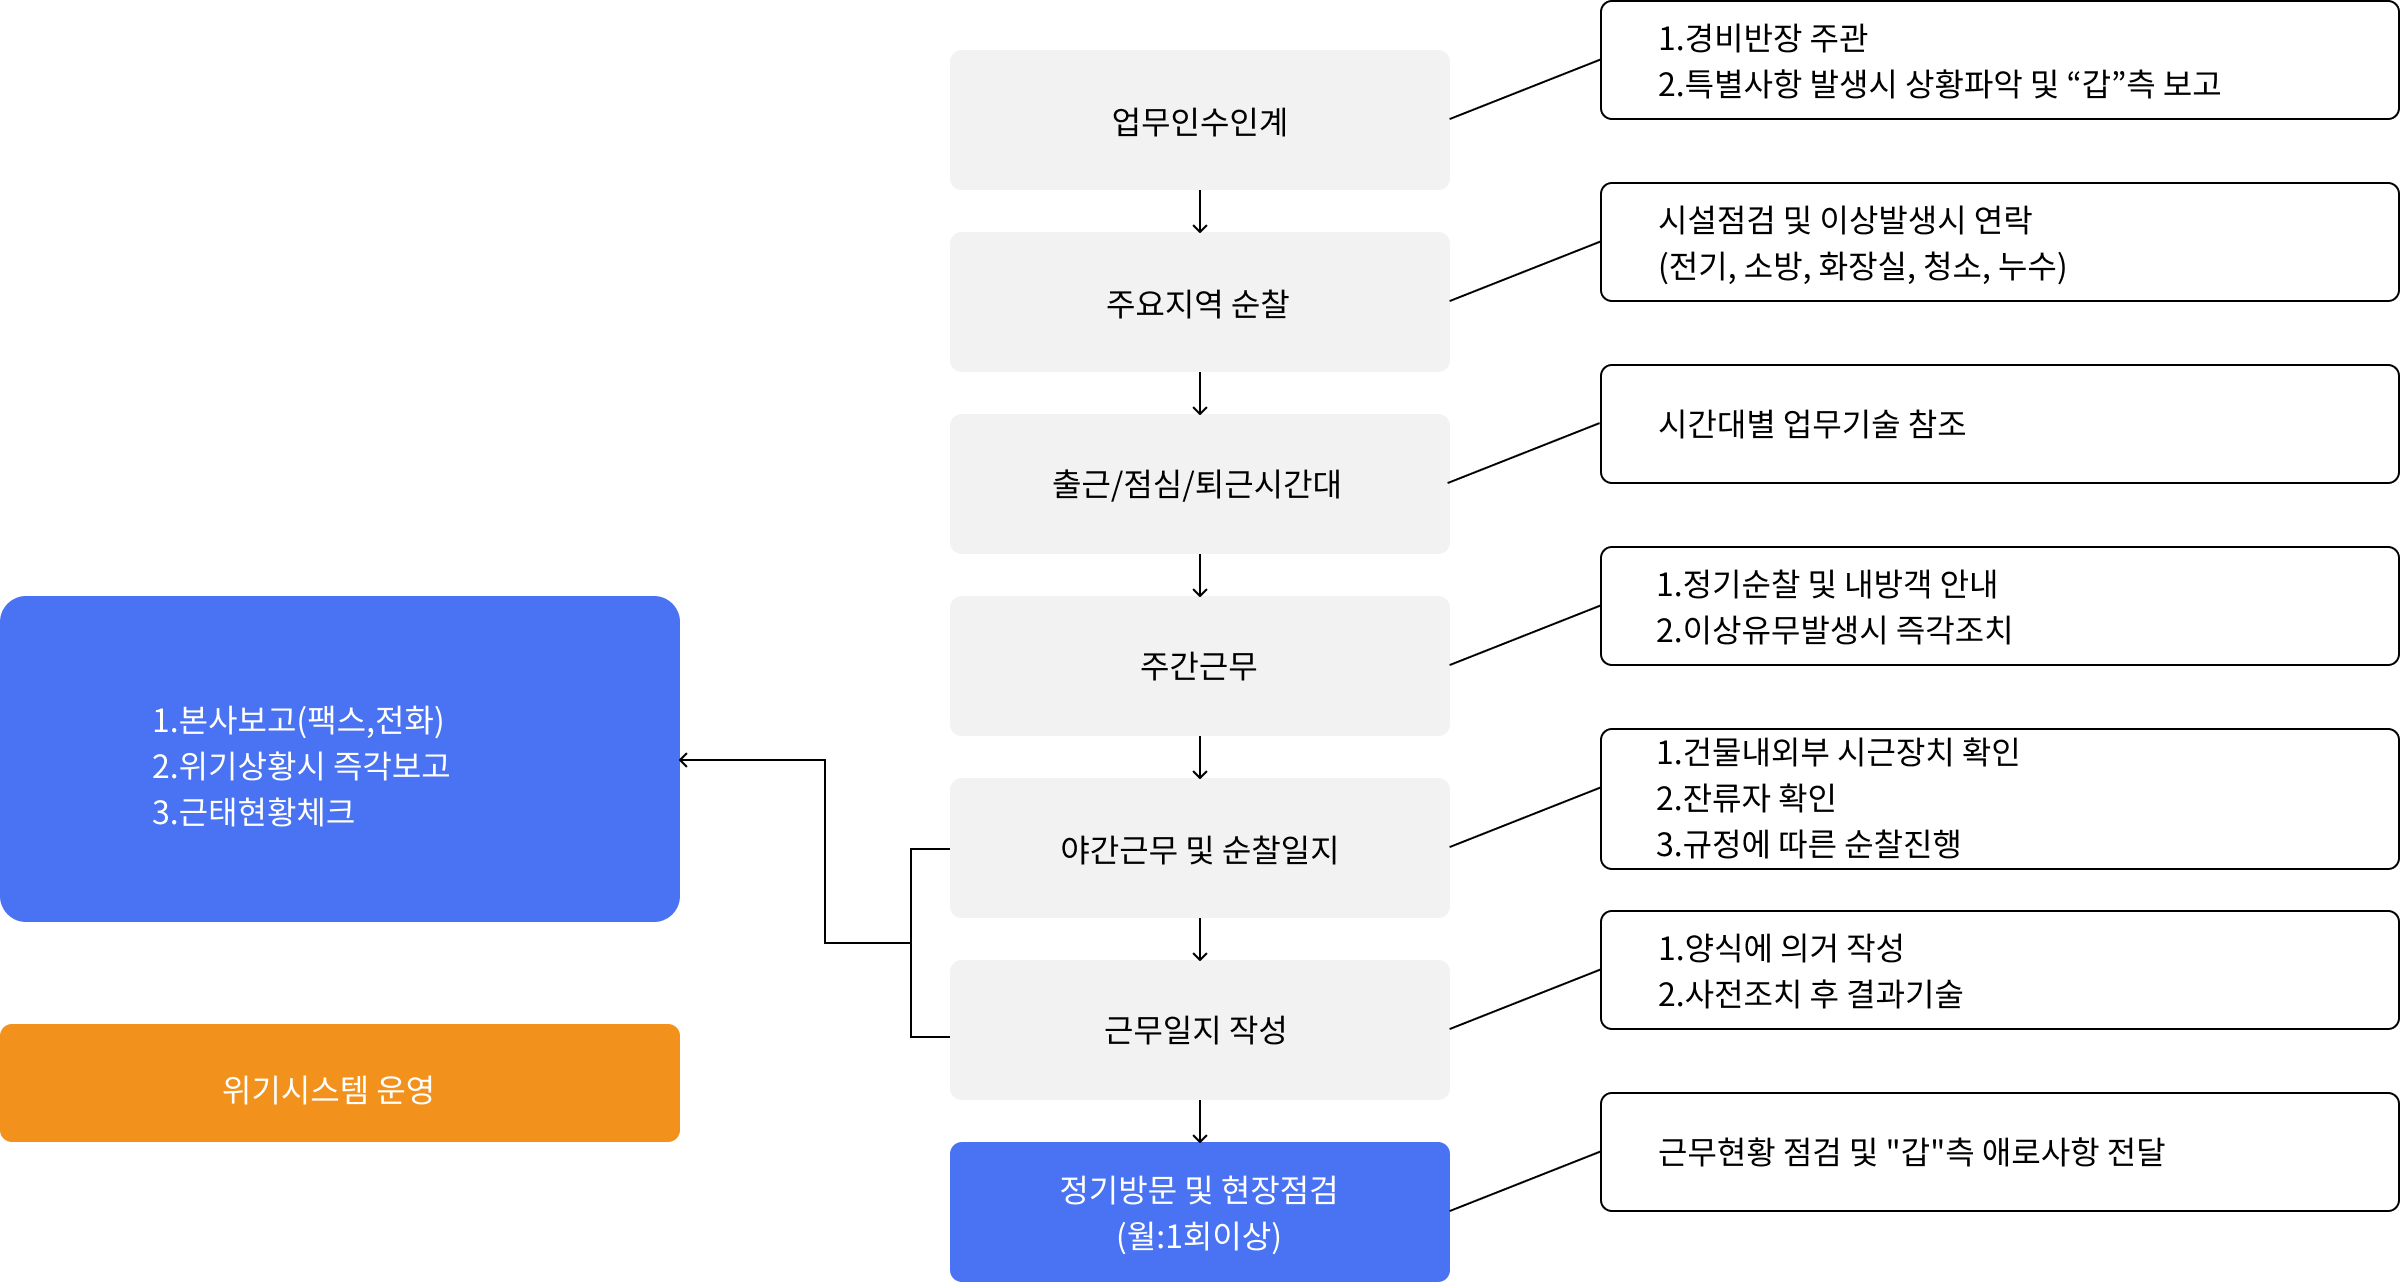 업무인수인계
1.경비반장 주관
2.특별사항 발생시 상황파악 및 “갑”측 보고
주요지역 순찰
시설점검 및 이상발생시 연락
(전기, 소방, 화장실, 청소, 누수)
출근/점심/퇴근시간대
시간대별 업무기술 참조
주간근무
1.정기순찰 및 내방객 안내
2.이상유무발생시 즉각조치
야간근무 및 순찰일지
1.건물내외부 시근장치 확인
2.잔류자 확인
3.규정에 따른 순찰진행
근무일지 작성
1.양식에 의거 작성
2.사전조치 후 결과기술
정기방문 및 현장점검
(월:1회이상)
근무현황 점검 및 "갑"측 애로사항 전달
1.본사보고(팩스,전화)
2.위기상황시 즉각보고
3.근태현황체크
위기시스템 운영